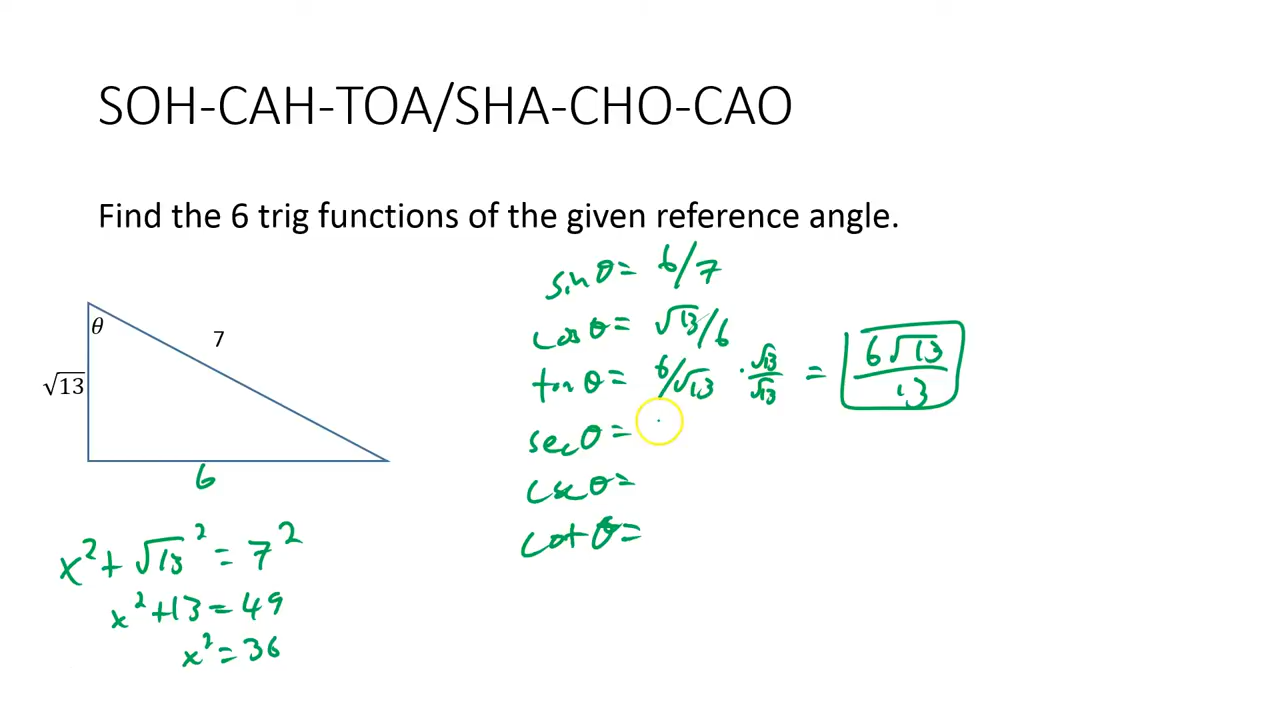 SOH-CAH-TOA/SHA-CHO-CAO
Find the 6 trig functions of the given reference angle.
θ
7
√13
6
x² + √13² = 7²
x² + 13 = 49
x² = 36
sin θ = 6/7
cos θ = √13/6
tan θ = 6/√13 · √13/√13 = 6√13/13
sec θ =
csc θ =
cot θ =